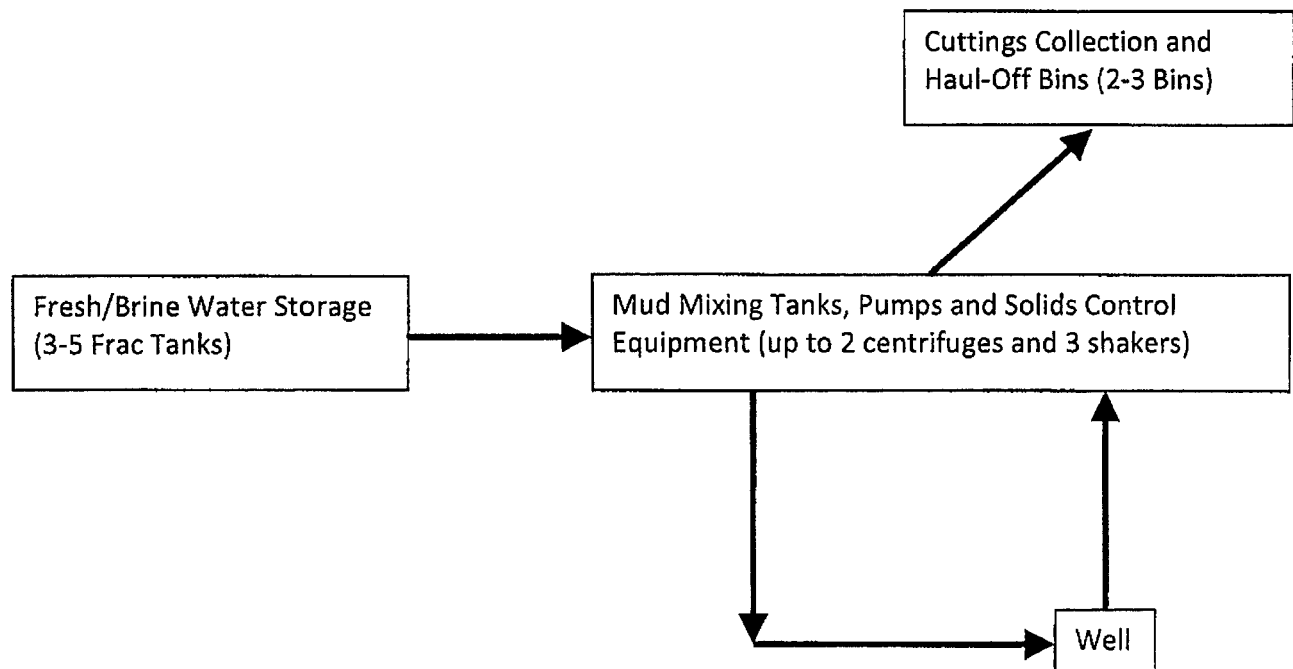 Cuttings Collection and
Haul-Off Bins (2-3 Bins)
Fresh/Brine Water Storage
(3-5 Frac Tanks)
Mud Mixing Tanks, Pumps and Solids Control
Equipment (up to 2 centrifuges and 3 shakers)
Well